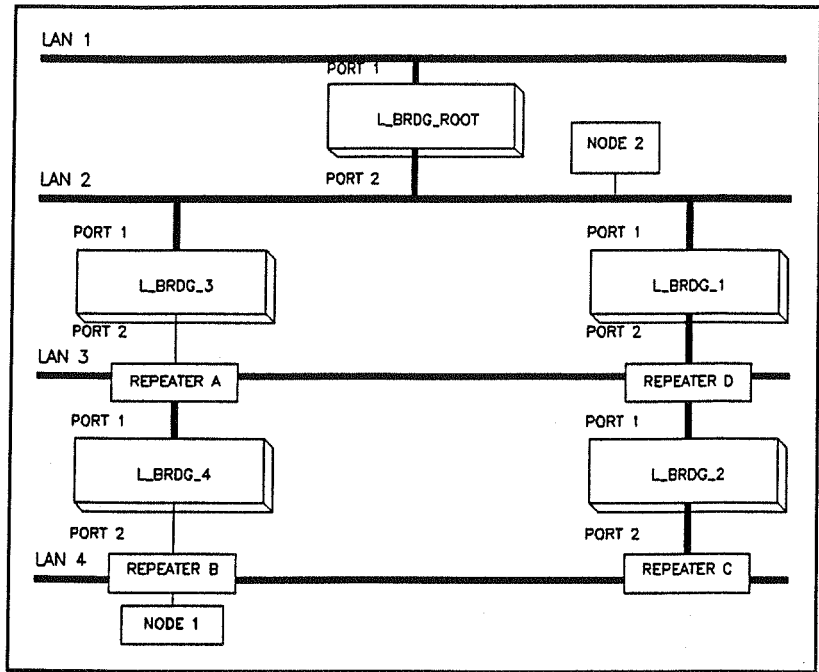 LAN 1
PORT 1
L_BRDG_ROOT
NODE 2
PORT 2
LAN 2
PORT 1
PORT 1
L_BRDG_3
L_BRDG_1
PORT 2
PORT 2
LAN 3
REPEATER A
REPEATER D
PORT 1
PORT 1
L_BRDG_4
L_BRDG_2
PORT 2
PORT 2
LAN 4
REPEATER B
REPEATER C
NODE 1